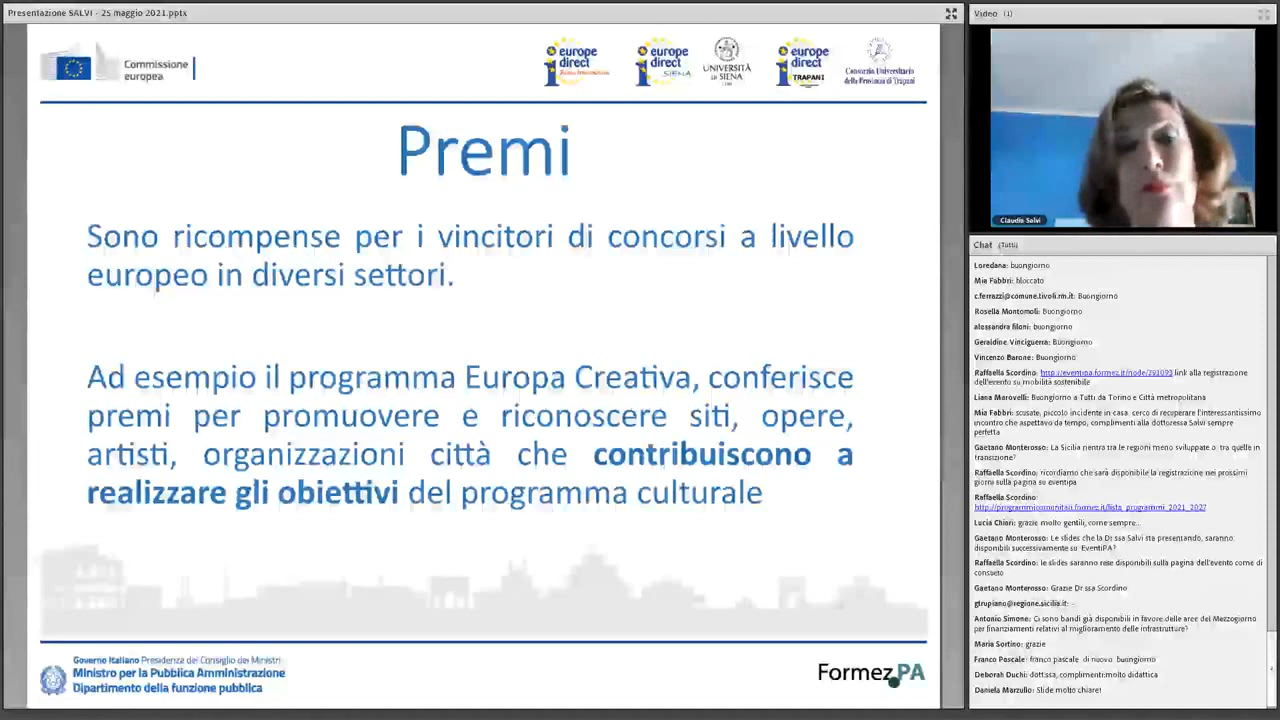 Presentazione SALVI - 25 maggio 2021.pptx
Commissione
europea
europe
direct
europe
direct
SIENA
UNIVERSITÀ
DI SIENA
europe
direct
TRAPANI
Consorzio Universitario
della Provincia di Trapani
Premi
Sono ricompense per i vincitori di concorsi a livello
europeo in diversi settori.
Ad esempio il programma Europa Creativa, conferisce
premi per promuovere e riconoscere siti, opere,
artisti, organizzazioni città che contribuiscono a
realizzare gli obiettivi del programma culturale
Governo Italiano Presidenza del Consiglio dei Ministri
Ministro per la Pubblica Amministrazione
Dipartimento della funzione pubblica
Formez PA
Video (1)
Claudia Salvi
Chat (Tutti)
Loredana: buongiorno
Mia Fabbri: bloccato
c.ferrazzi@comune.tivoli.rm.it: Buongiorno
Rosella Montomoli: Buongiorno
alessandra filoni: buongiorno
Geraldine Vinciguerra: Buongiorno
Vincenzo Barone: Buongiorno
Raffaella Scordino: http://eventipa.formez.it/node/291093 link alla registrazione
dell'evento su mobilità sostenibile
Liana Marovelli: Buongiorno a Tutti da Torino e Città metropolitana
Mia Fabbri: scusate, piccolo incidente in casa. cerco di recuperare l'interessantissimo
incontro che aspettavo da tempo, complimenti alla dottoressa Salvi sempre
perfetta
Gaetano Monterosso: La Sicilia rientra tra le regioni meno sviluppate o tra quelle in
transizione?
Raffaella Scordino: ricordiamo che sarà disponibile la registrazione nei prossimi
giorni sulla pagina su eventipa
Raffaella Scordino:
http://programmicomunitari.formez.it/lista_programmi_2021_2027
Lucia Chiari: grazie molto gentili, come sempre...
Gaetano Monterosso: Le slides che la Dr ssa Salvi sta presentando, saranno
disponibili successivamente su EventiPA?
Raffaella Scordino: le slides saranno rese disponibili sulla pagina dell'evento come di
consueto
Gaetano Monterosso: Grazie Dr ssa Scordino
gtrupiano@regione.sicilia.it: -
Antonio Simone: Ci sono bandi già disponibili in favore delle aree del Mezzogiorno
per finanziamenti relativi al miglioramento delle infrastrutture?
Maria Sortino: grazie
Franco Pascale: franco pascale di nuovo buongiorno
Deborah Duchi: dott.ssa, complimenti:molto didattica
Daniela Marzullo: Slide molto chiare!